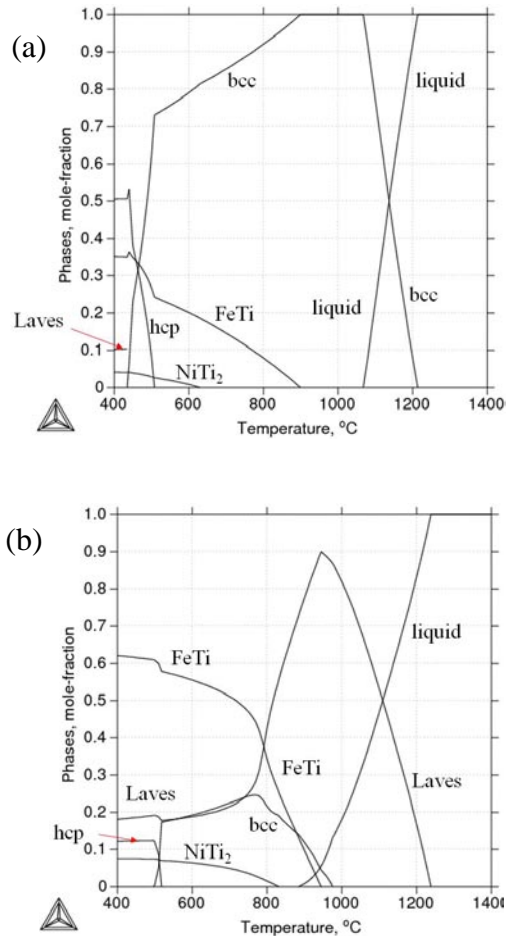 (a)
1.0
0.9
0.8
0.7
0.6
0.5
0.4
0.3
0.2
0.1
0
Phases, mole-fraction
bcc
liquid
Laves
hcp
FeTi
NiTi₂
liquid
bcc
400 600 800 1000 1200 1400
Temperature, °C
(b)
1.0
0.9
0.8
0.7
0.6
0.5
0.4
0.3
0.2
0.1
0
Phases, mole-fraction
liquid
FeTi
FeTi
Laves
Laves
hcp
bcc
NiTi₂
400 600 800 1000 1200 1400
Temperature, °C